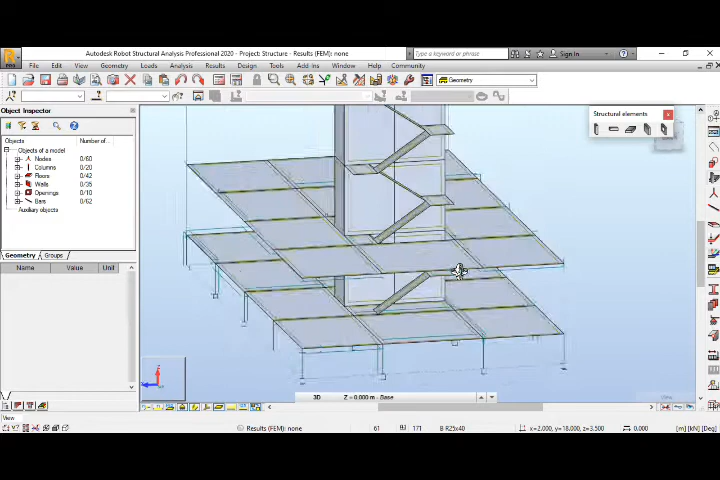 Autodesk Robot Structural Analysis Professional 2020 - Project: Structure - Results (FEM): none
Type a keyword or phrase
Sign In
PRO
File Edit View Geometry Loads Analysis Results Design Tools Add-Ins Window Help Community
Geometry
Object Inspector
Structural elements
Objects Number of...
Objects of a model
Nodes 0/60
Columns 0/20
Floors 0/42
Walls 0/35
Openings 0/10
Bars 0/62
Auxiliary objects
Geometry Groups
Name Value Unit
3D Z = 0.000 m - Base
View
Results (FEM): none 61 171 B R25x40 x=2.000, y=18.000, z=3.500 0.000 [m] [kN] [Deg]